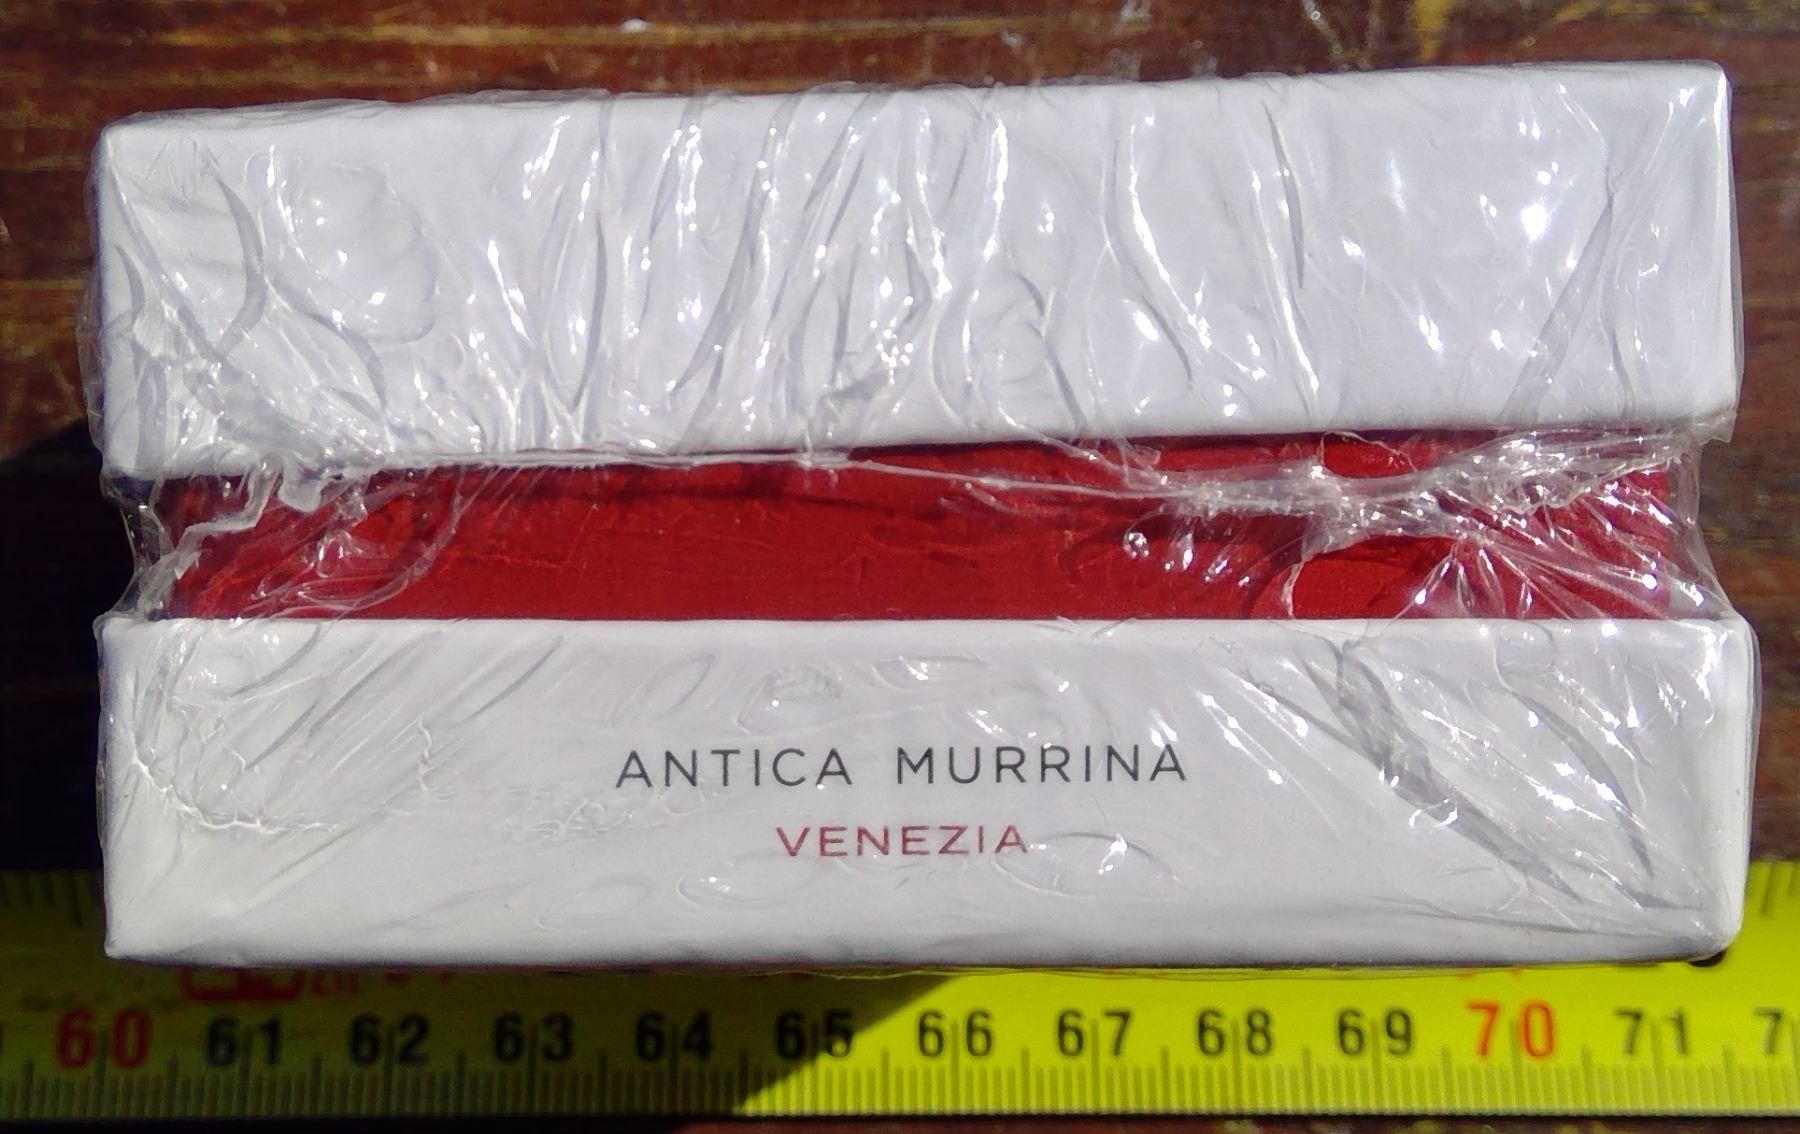 ANTICA MURRINA
VENEZIA
60 61 62 63 64 65 66 67 68 69 70 71